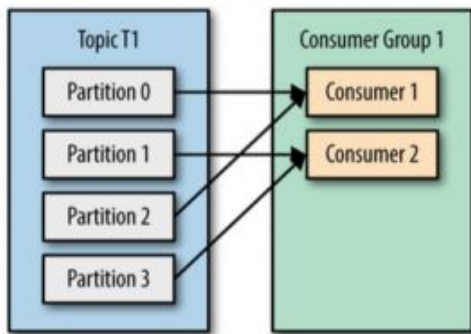 Topic T1
Partition 0
Partition 1
Partition 2
Partition 3
Consumer Group 1
Consumer 1
Consumer 2